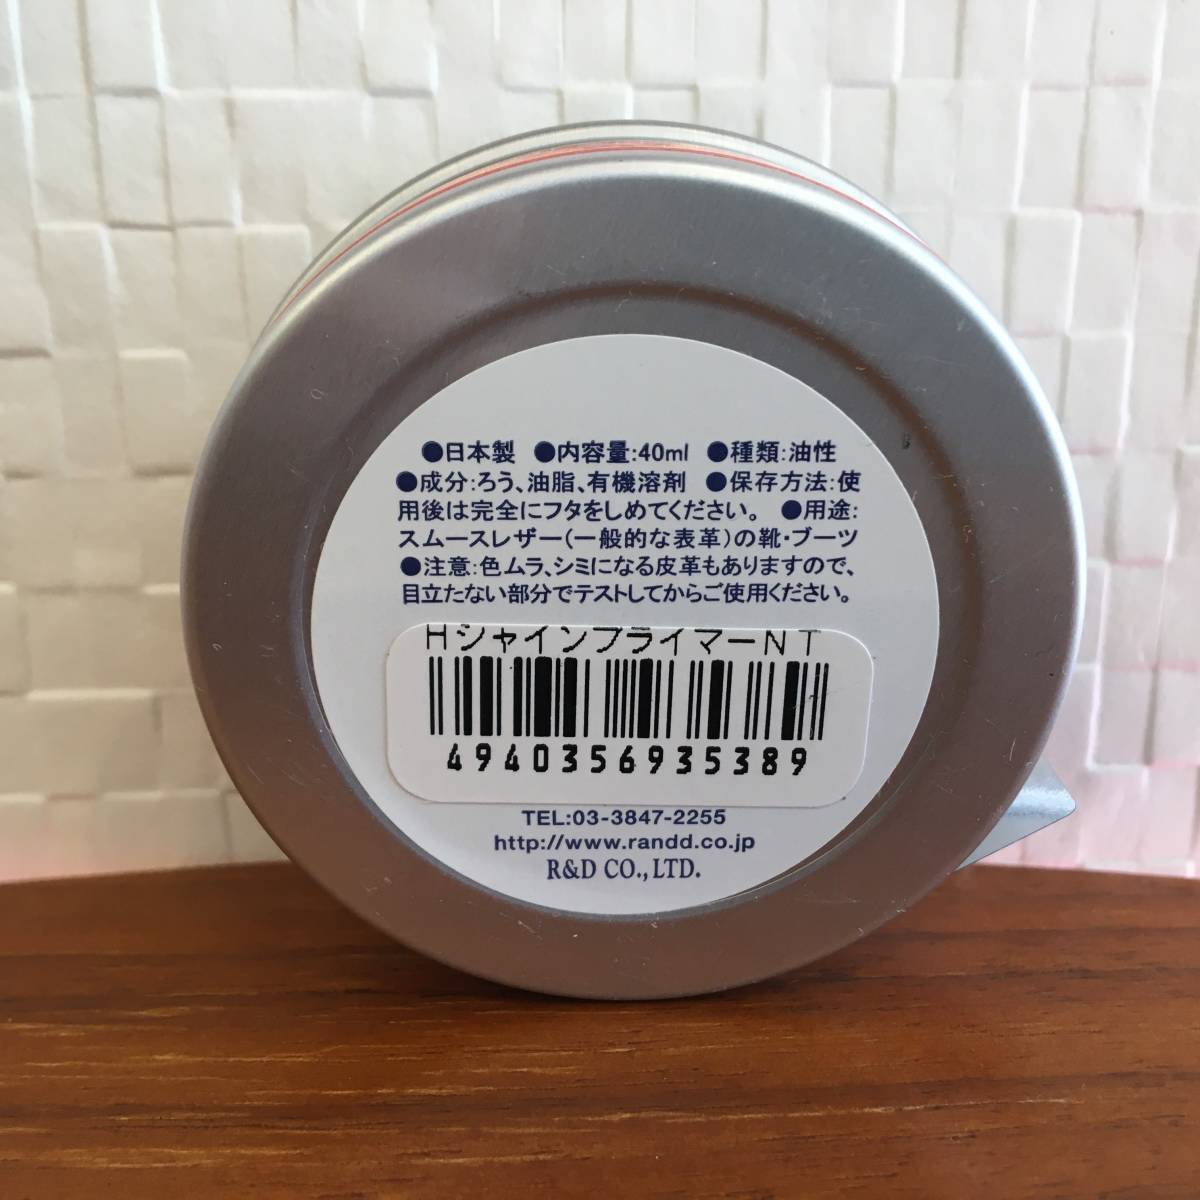 ●日本製 ●内容量:40ml ●種類:油性
●成分:ろう、油脂、有機溶剤 ●保存方法:使
用後は完全にフタをしめてください。 ●用途:
スムースレザー(一般的な表革)の靴・ブーツ
●注意:色ムラ、シミになる皮革もありますので、
目立たない部分でテストしてからご使用ください。
HシャインプライマーNT
4940356935389
TEL:03-3847-2255
http://www.randd.co.jp
R&D CO.,LTD.